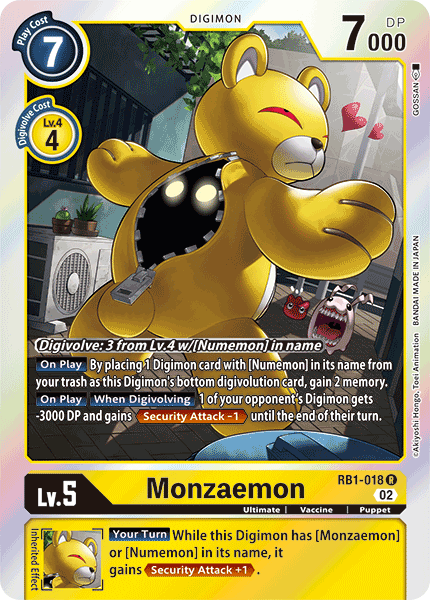 DIGIMON
Play Cost
7
DP
7000
Digivolve Cost
Lv.4
4
GOSSAN
©Akiyoshi Hongo, Toei Animation BANDAI MADE IN JAPAN
Digivolve: 3 from Lv.4 w/[Numemon] in name
On Play By placing 1 Digimon card with [Numemon] in its name from
your trash as this Digimon's bottom digivolution card, gain 2 memory.
On Play When Digivolving 1 of your opponent's Digimon gets
-3000 DP and gains Security Attack -1 until the end of their turn.
RB1-018 R
02
Lv.5
Monzaemon
Ultimate | Vaccine | Puppet
Inherited Effect
Your Turn While this Digimon has [Monzaemon]
or [Numemon] in its name, it
gains Security Attack +1 .